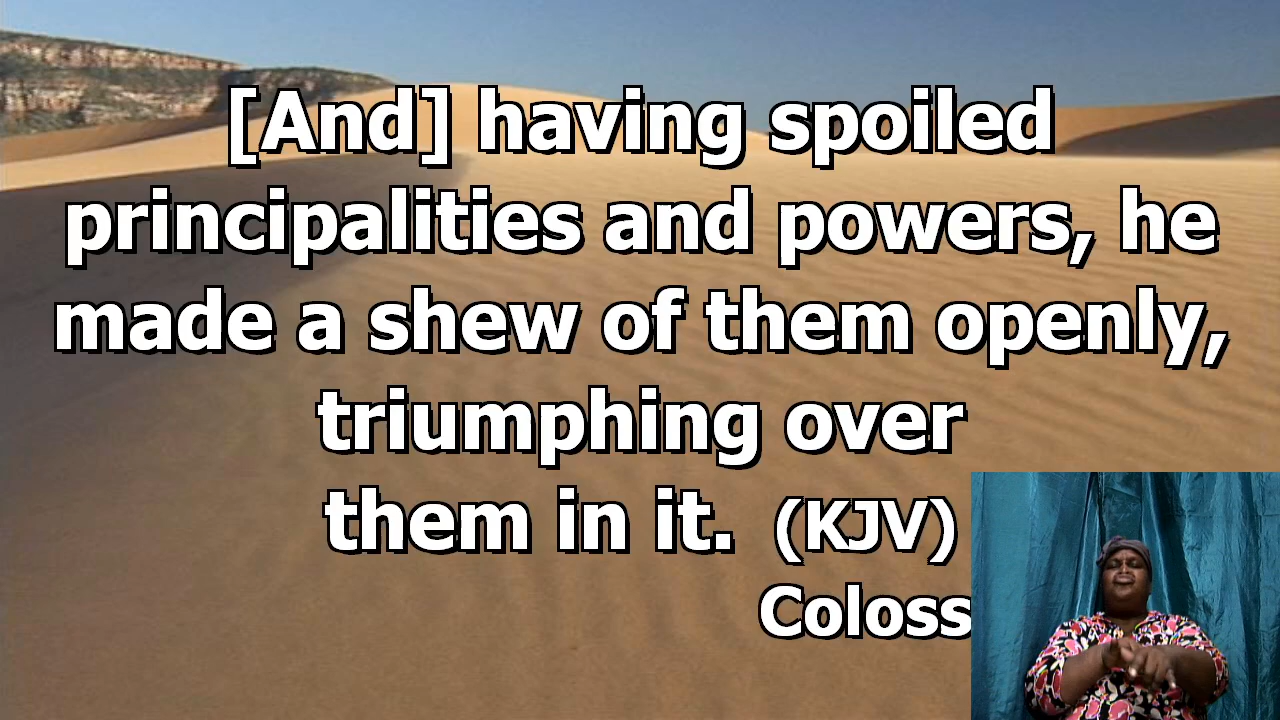 [And] having spoiled
principalities and powers, he
made a shew of them openly,
triumphing over
them in it. (KJV)
Coloss